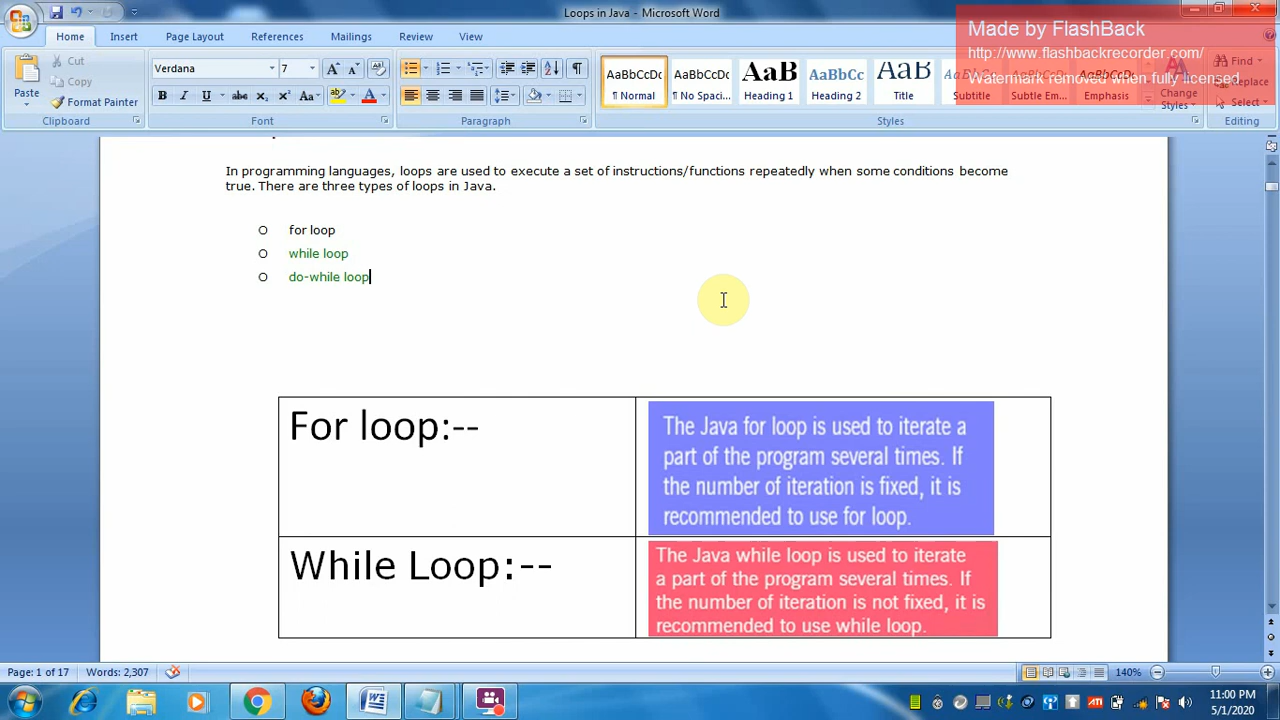 Loops in Java - Microsoft Word
Made by FlashBack
http://www.flashbackrecorder.com/
Watermark removed when fully licensed
Home Insert Page Layout References Mailings Review View
Paste
Cut
Copy
Format Painter
Clipboard
Verdana 7
B I U abc x₂ x² Aa
Font
Paragraph
AaBbCcDc AaBbCcDc AaB AaBbCc AaB AaBbCc
¶ Normal ¶ No Spaci... Heading 1 Heading 2 Title Subtitle Subtle Em... Emphasis
Change
Styles
Styles
Find
Replace
Select
Editing
In programming languages, loops are used to execute a set of instructions/functions repeatedly when some conditions become
true. There are three types of loops in Java.
for loop
while loop
do-while loop
For loop:--
The Java for loop is used to iterate a
part of the program several times. If
the number of iteration is fixed, it is
recommended to use for loop.
While Loop:--
The Java while loop is used to iterate
a part of the program several times. If
the number of iteration is not fixed, it is
recommended to use while loop.
Page: 1 of 17 Words: 2,307 140%
11:00 PM
5/1/2020